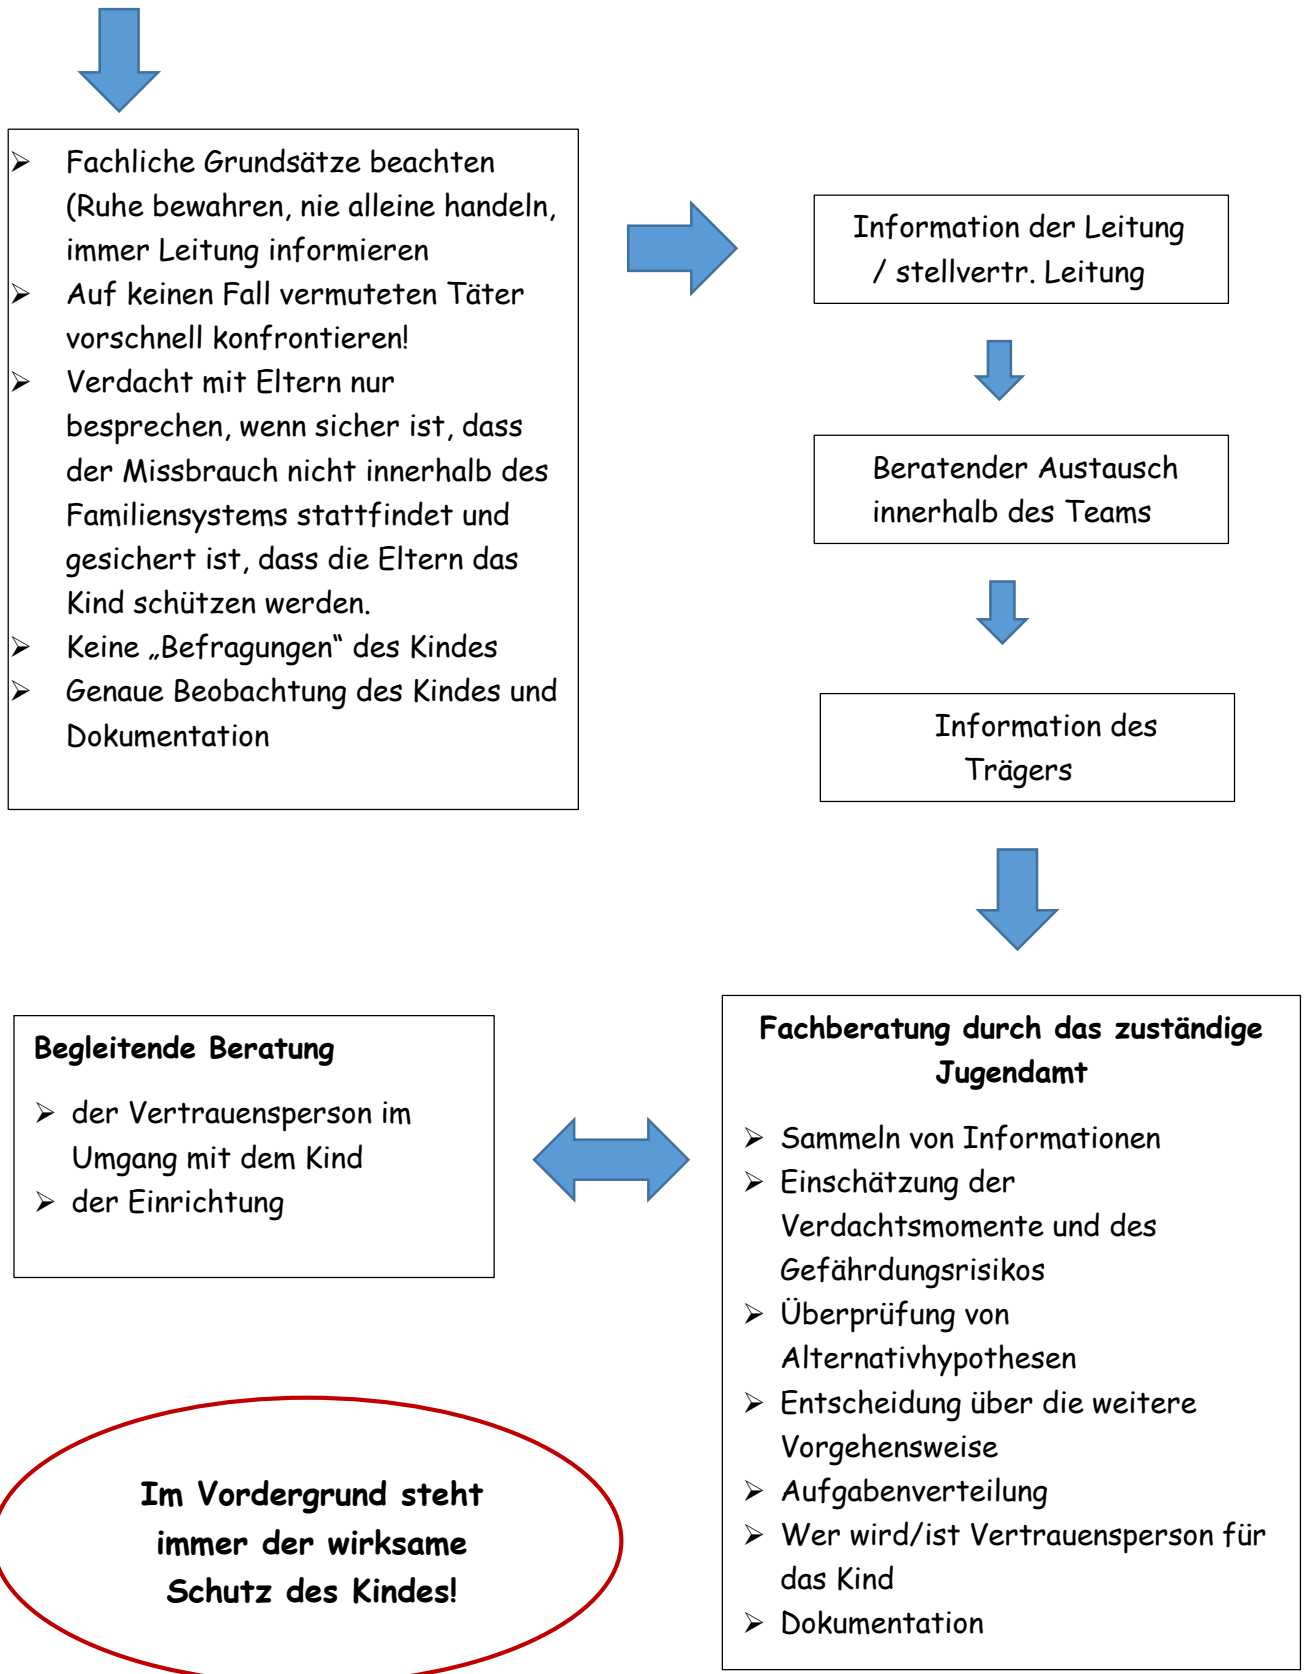 Fachliche Grundsätze beachten
(Ruhe bewahren, nie alleine handeln,
immer Leitung informieren
Auf keinen Fall vermuteten Täter
vorschnell konfrontieren!
Verdacht mit Eltern nur
besprechen, wenn sicher ist, dass
der Missbrauch nicht innerhalb des
Familiensystems stattfindet und
gesichert ist, dass die Eltern das
Kind schützen werden.
Keine „Befragungen“ des Kindes
Genaue Beobachtung des Kindes und
Dokumentation
Information der Leitung
/ stellvertr. Leitung
Beratender Austausch
innerhalb des Teams
Information des
Trägers
Fachberatung durch das zuständige
Jugendamt
Sammeln von Informationen
Einschätzung der
Verdachtsmomente und des
Gefährdungsrisikos
Überprüfung von
Alternativhypothesen
Entscheidung über die weitere
Vorgehensweise
Aufgabenverteilung
Wer wird/ist Vertrauensperson für
das Kind
Dokumentation
Begleitende Beratung
der Vertrauensperson im
Umgang mit dem Kind
der Einrichtung
Im Vordergrund steht
immer der wirksame
Schutz des Kindes!